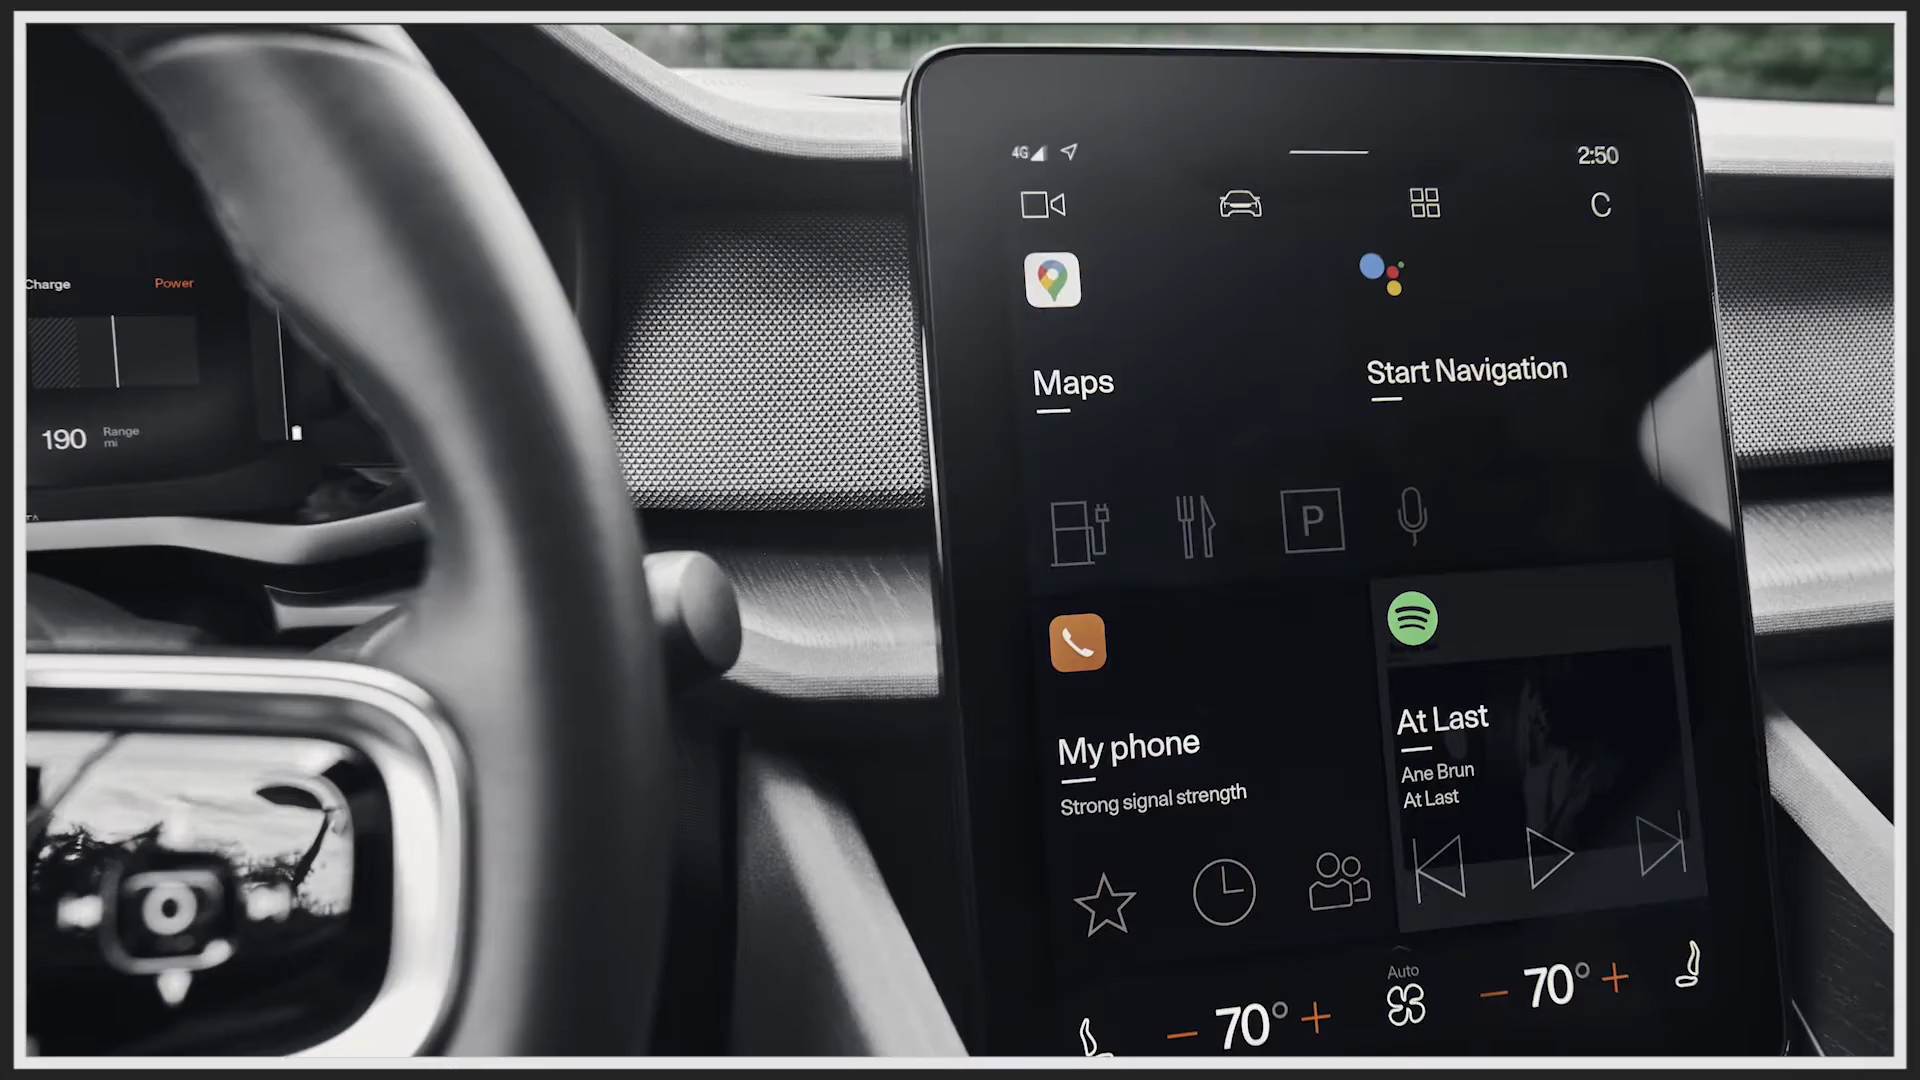 Charge
Power
190
Range
mi
4G
2:50
C
Maps
Start Navigation
P
My phone
Strong signal strength
At Last
Ane Brun
At Last
Auto
− 70° +
− 70° +